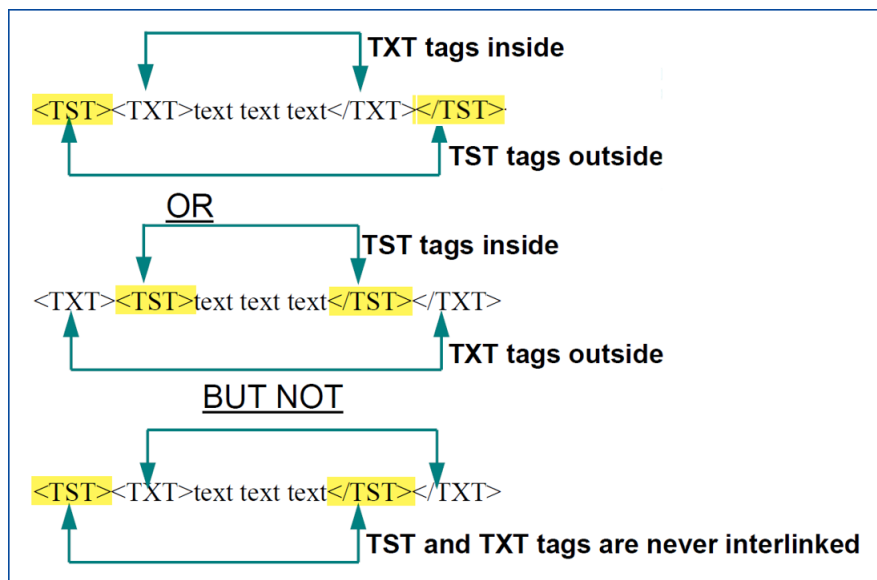 TXT tags inside
<TST><TXT>text text text</TXT></TST>
TST tags outside
OR
TST tags inside
<TXT><TST>text text text</TST></TXT>
TXT tags outside
BUT NOT
<TST><TXT>text text text</TST></TXT>
TST and TXT tags are never interlinked